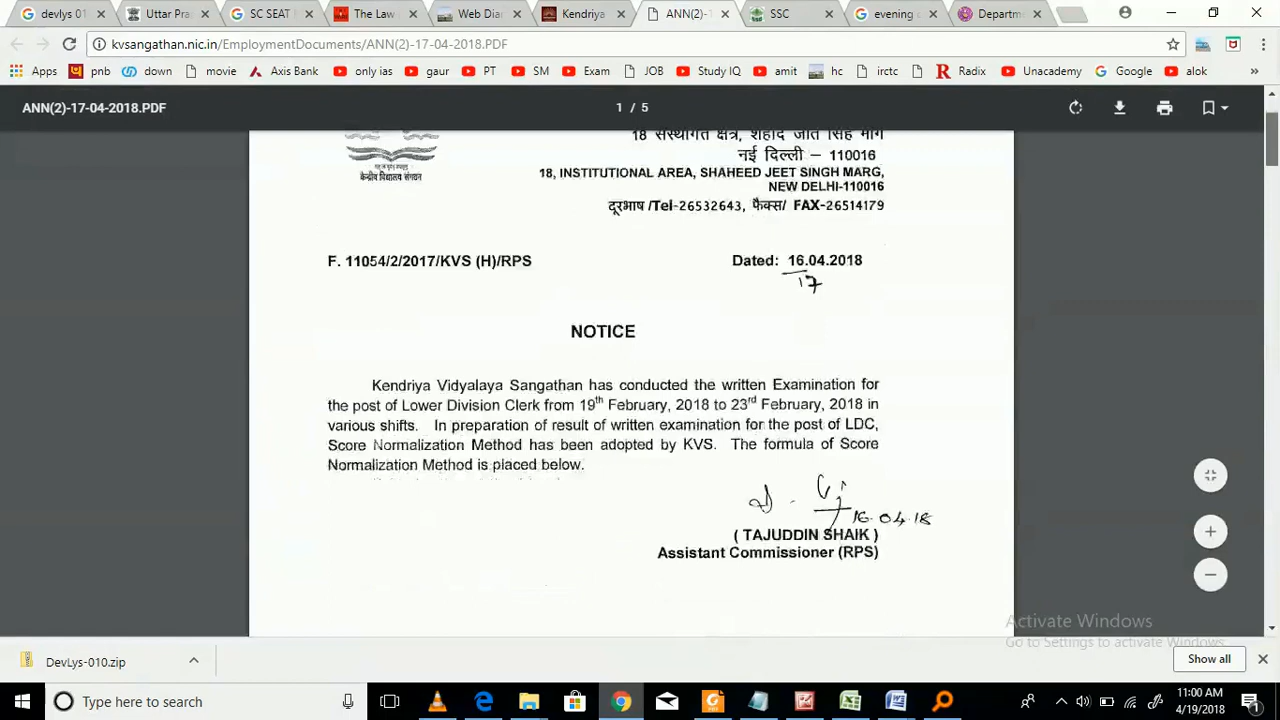 devlys 01
Uttar Pra
SC SEAT
The Law
Web Dia
Kendriya
ANN(2)-1
SSC
evening c
Departm
kvsangathan.nic.in/EmploymentDocuments/ANN(2)-17-04-2018.PDF
Apps pnb down movie Axis Bank only ias gaur PT SM Exam JOB Study IQ amit hc irctc Radix Unacademy Google alok
ANN(2)-17-04-2018.PDF
1 / 5
18 संस्थागत क्षेत्र, शहीद जीत सिंह मार्ग
नई दिल्ली – 110016
केन्द्रीय विद्यालय संगठन
18, INSTITUTIONAL AREA, SHAHEED JEET SINGH MARG,
NEW DELHI-110016
दूरभाष /Tel-26532643, फैक्स/ FAX-26514179
F. 11054/2/2017/KVS (H)/RPS
Dated: 16.04.2018
17
NOTICE
Kendriya Vidyalaya Sangathan has conducted the written Examination for
the post of Lower Division Clerk from 19th February, 2018 to 23rd February, 2018 in
various shifts. In preparation of result of written examination for the post of LDC,
Score Normalization Method has been adopted by KVS. The formula of Score
Normalization Method is placed below.
16.04.18
( TAJUDDIN SHAIK )
Assistant Commissioner (RPS)
Activate Windows
Go to Settings to activate Windows.
DevLys-010.zip
Show all
Type here to search
11:00 AM
4/19/2018